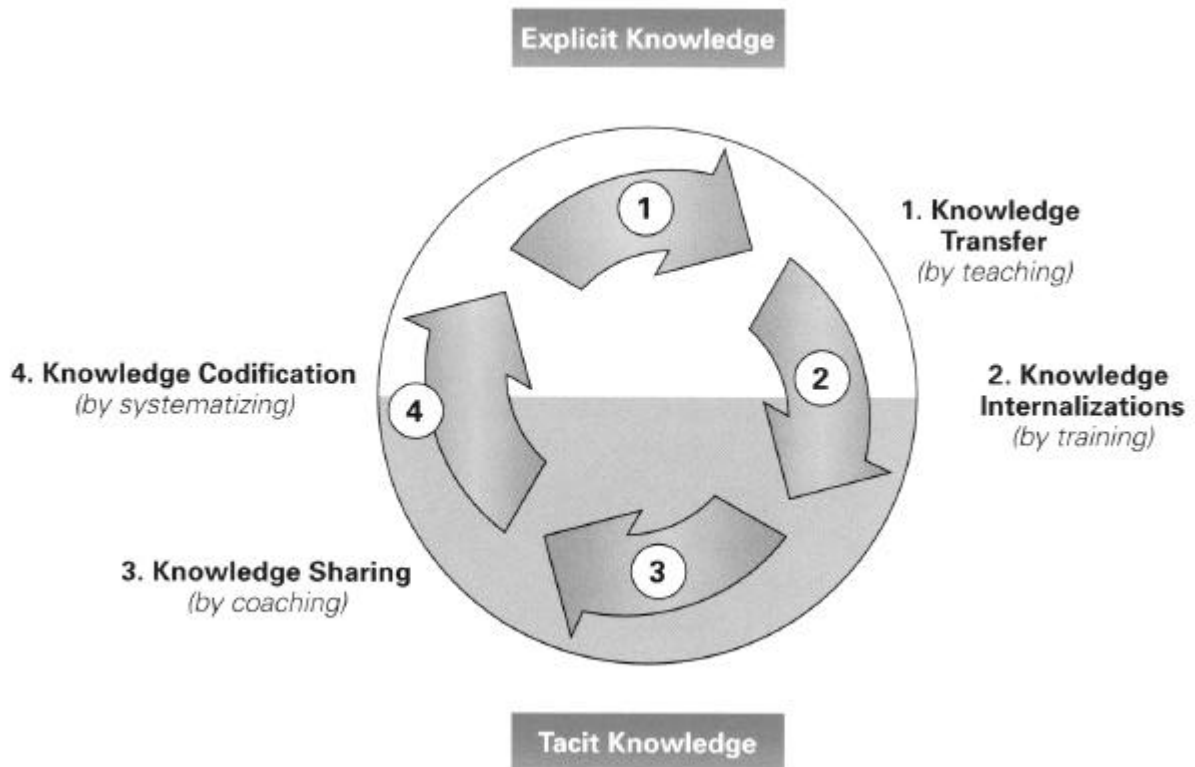 Explicit Knowledge
1
1. Knowledge
Transfer
(by teaching)
4. Knowledge Codification
(by systematizing)
4
2
2. Knowledge
Internalizations
(by training)
3. Knowledge Sharing
(by coaching)
3
Tacit Knowledge